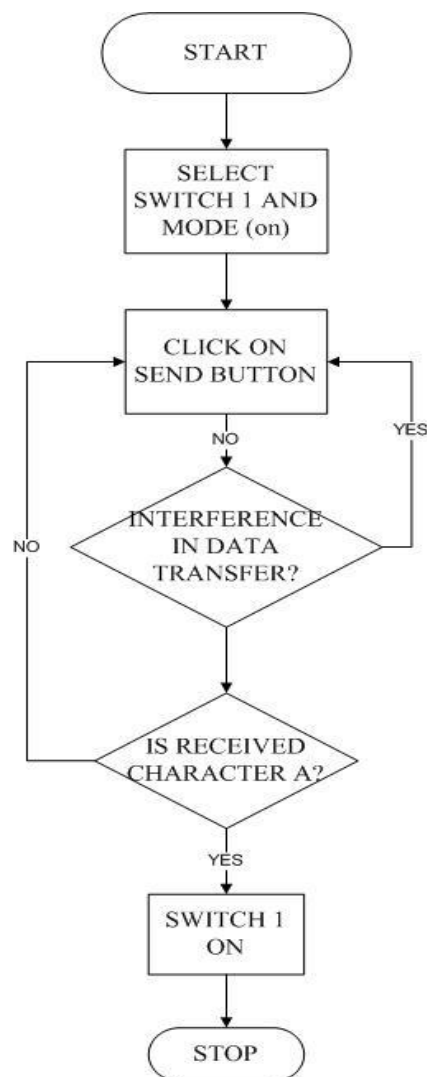 START
SELECT
SWITCH 1 AND
MODE (on)
CLICK ON
SEND BUTTON
NO
YES
INTERFERENCE
IN DATA
TRANSFER?
NO
IS RECEIVED
CHARACTER A?
YES
SWITCH 1
ON
STOP